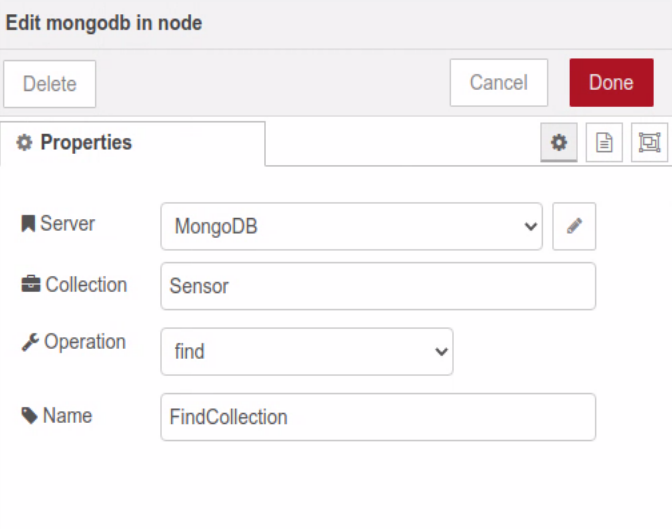 Edit mongodb in node
Delete Cancel Done
Properties
Server MongoDB
Collection Sensor
Operation find
Name FindCollection